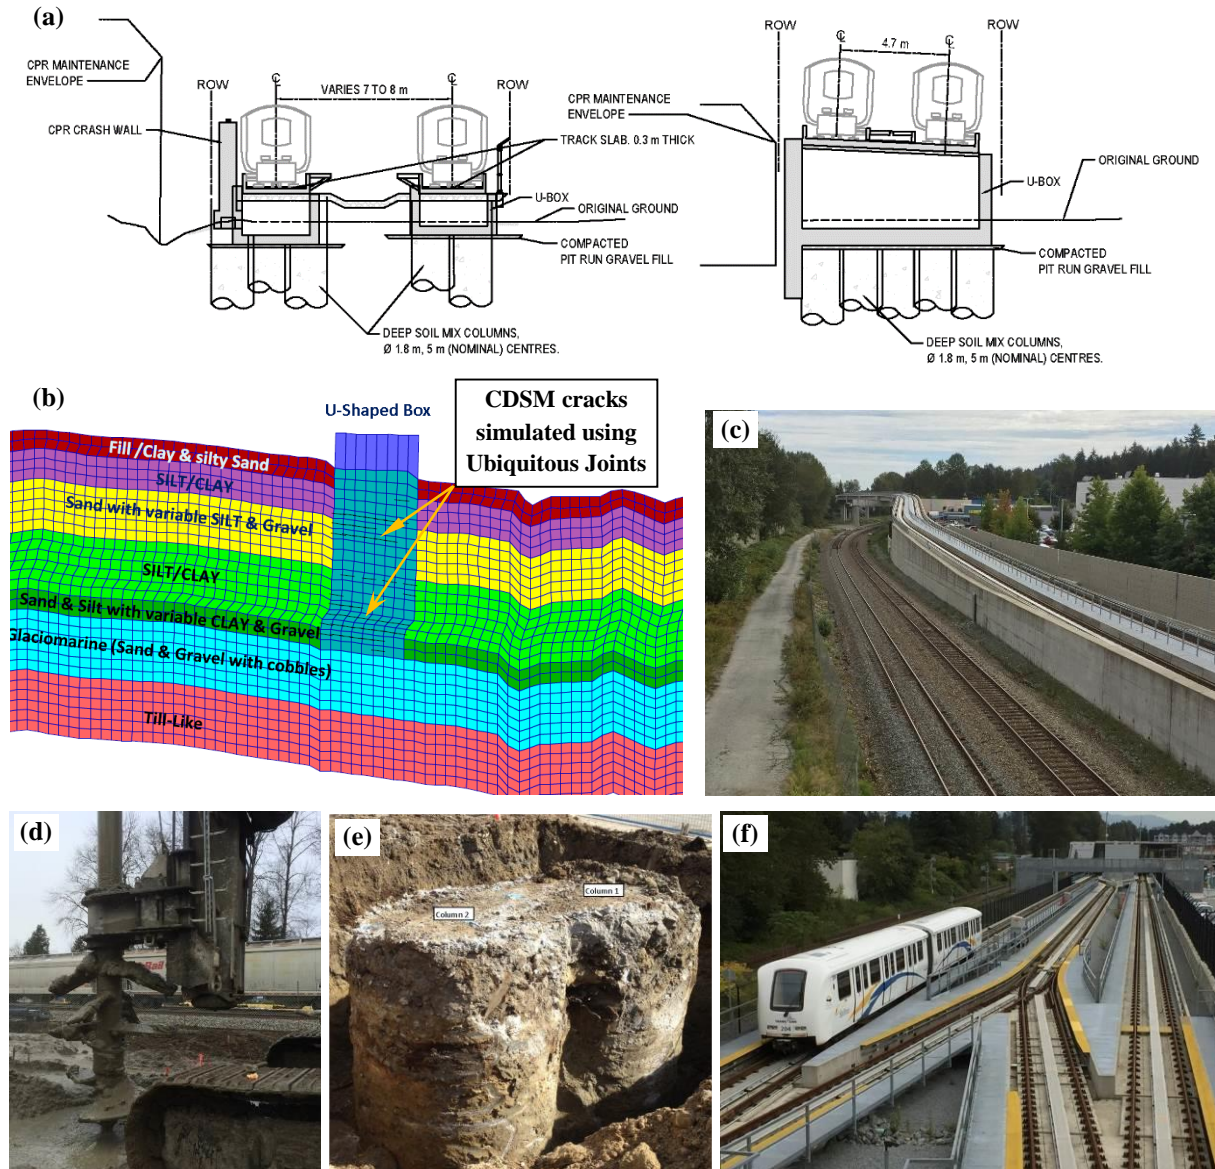 (a)
CPR MAINTENANCE
ENVELOPE
CPR CRASH WALL
ROW
℄
VARIES 7 TO 8 m
℄
ROW
TRACK SLAB. 0.3 m THICK
U-BOX
ORIGINAL GROUND
COMPACTED
PIT RUN GRAVEL FILL
DEEP SOIL MIX COLUMNS,
Ø 1.8 m, 5 m (NOMINAL) CENTRES.
ROW
℄
4.7 m
℄
ROW
CPR MAINTENANCE
ENVELOPE
ORIGINAL GROUND
U-BOX
COMPACTED
PIT RUN GRAVEL FILL
DEEP SOIL MIX COLUMNS,
Ø 1.8 m, 5 m (NOMINAL) CENTRES.
(b)
U-Shaped Box
CDSM cracks
simulated using
Ubiquitous Joints
Fill /Clay & silty Sand
SILT/CLAY
Sand with variable SILT & Gravel
SILT/CLAY
Sand & Silt with variable CLAY & Gravel
Glaciomarine (Sand & Gravel with cobbles)
Till-Like
(c)
(d)
Rail
(e)
Column 1
Column 2
(f)